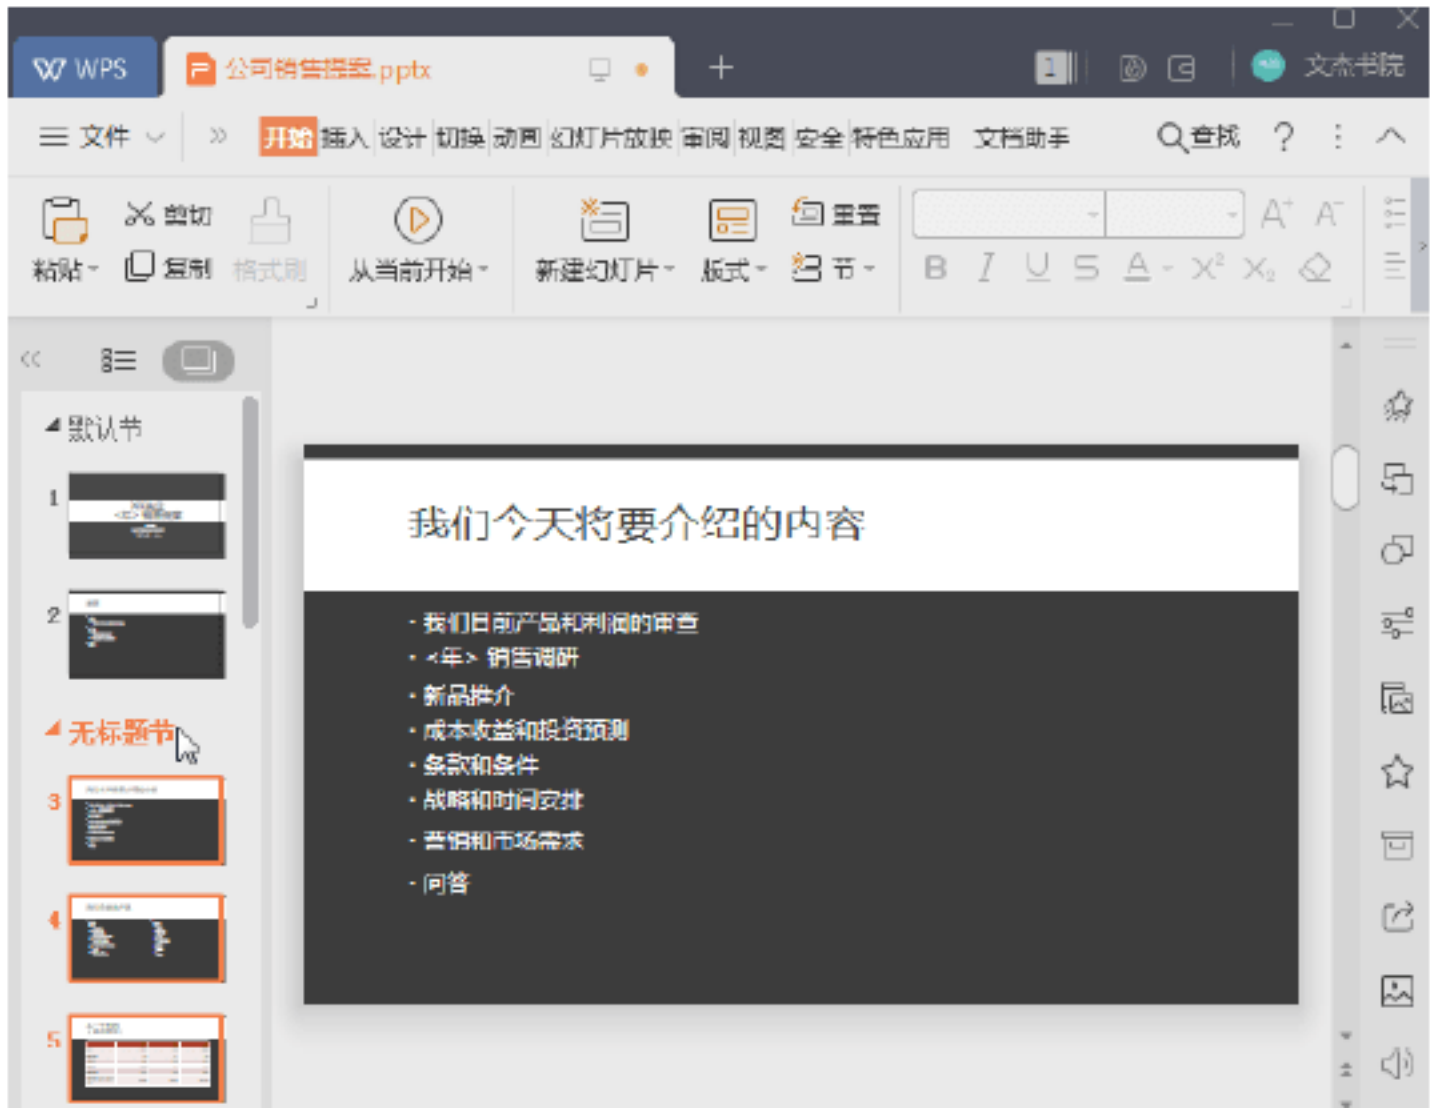 WPS 公司销售提案.pptx + 1 文杰书院
文件 开始 插入 设计 切换 动画 幻灯片放映 审阅 视图 安全 特色应用 文档助手 查找 ?
剪切 重置 A+ A-
粘贴 复制 格式刷 从当前开始 新建幻灯片 版式 节 B I U S A X² X₂
默认节
1
2
无标题节
3
4
5
我们今天将要介绍的内容
- 我们目前产品和利润的审查
- <年> 销售调研
- 新品推介
- 成本收益和投资预测
- 条款和条件
- 战略和时间安排
- 营销和市场需求
- 问答